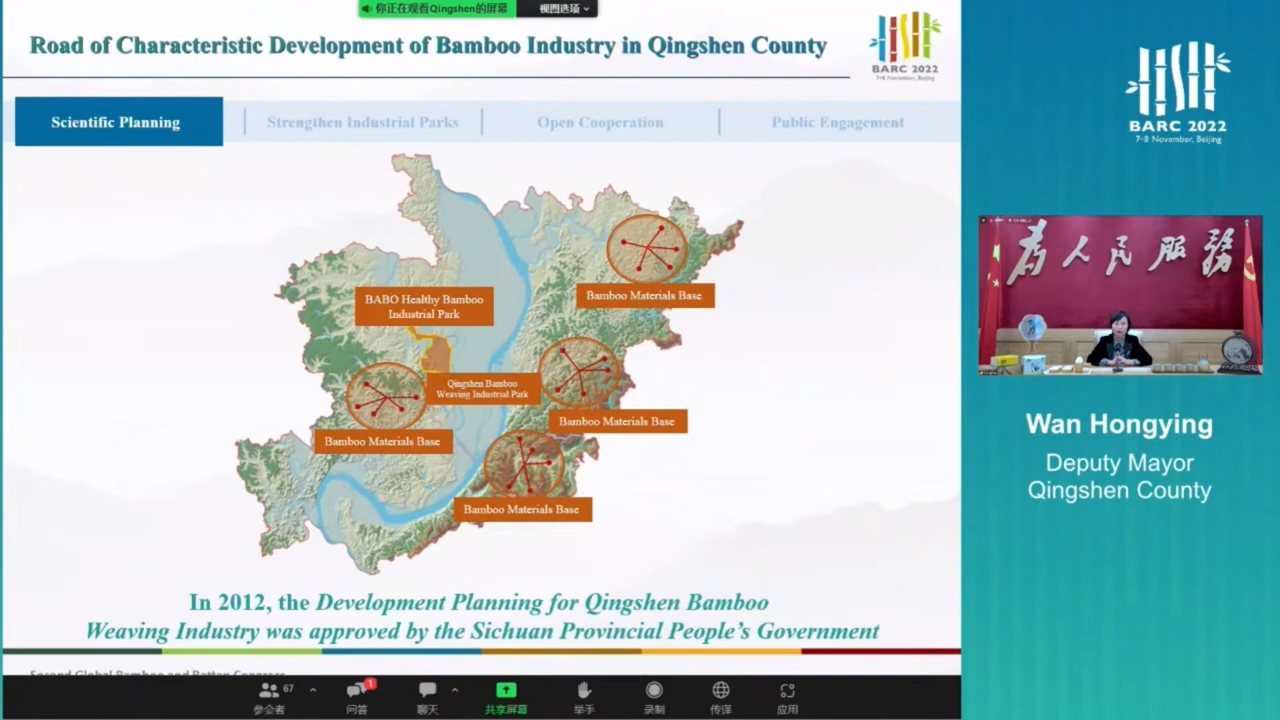 你正在观看Qingshen的屏幕
视图选项
Road of Characteristic Development of Bamboo Industry in Qingshen County
BARC 2022
7-8 November, Beijing
Scientific Planning
Strengthen Industrial Parks
Open Cooperation
Public Engagement
BARC 2022
7-8 November, Beijing
为人民服务
Bamboo Materials Base
BABO Healthy Bamboo
Industrial Park
Qingshen Bamboo
Weaving Industrial Park
Bamboo Materials Base
Bamboo Materials Base
Bamboo Materials Base
Wan Hongying
Deputy Mayor
Qingshen County
In 2012, the Development Planning for Qingshen Bamboo
Weaving Industry was approved by the Sichuan Provincial People's Government
Second Global Bamboo and Rattan Congress
67
1
参会者
问答
聊天
共享屏幕
举手
录制
传译
应用